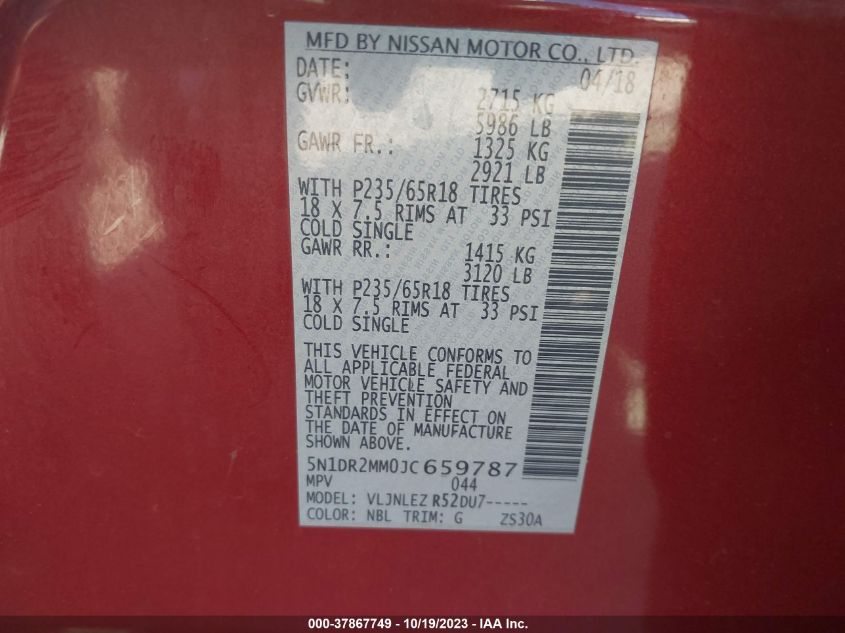 MFD BY NISSAN MOTOR CO., LTD.
DATE: 04/18
GVWR: 2715 KG
5986 LB
GAWR FR.: 1325 KG
2921 LB
WITH P235/65R18 TIRES
18 X 7.5 RIMS AT 33 PSI
COLD SINGLE
GAWR RR.: 1415 KG
3120 LB
WITH P235/65R18 TIRES
18 X 7.5 RIMS AT 33 PSI
COLD SINGLE
THIS VEHICLE CONFORMS TO
ALL APPLICABLE FEDERAL
MOTOR VEHICLE SAFETY AND
THEFT PREVENTION
STANDARDS IN EFFECT ON
THE DATE OF MANUFACTURE
SHOWN ABOVE.
5N1DR2MM0JC659787
MPV 044
MODEL: VLJNLEZ R52DU7-----
COLOR: NBL TRIM: G ZS30A
000-37867749 - 10/19/2023 - IAA Inc.